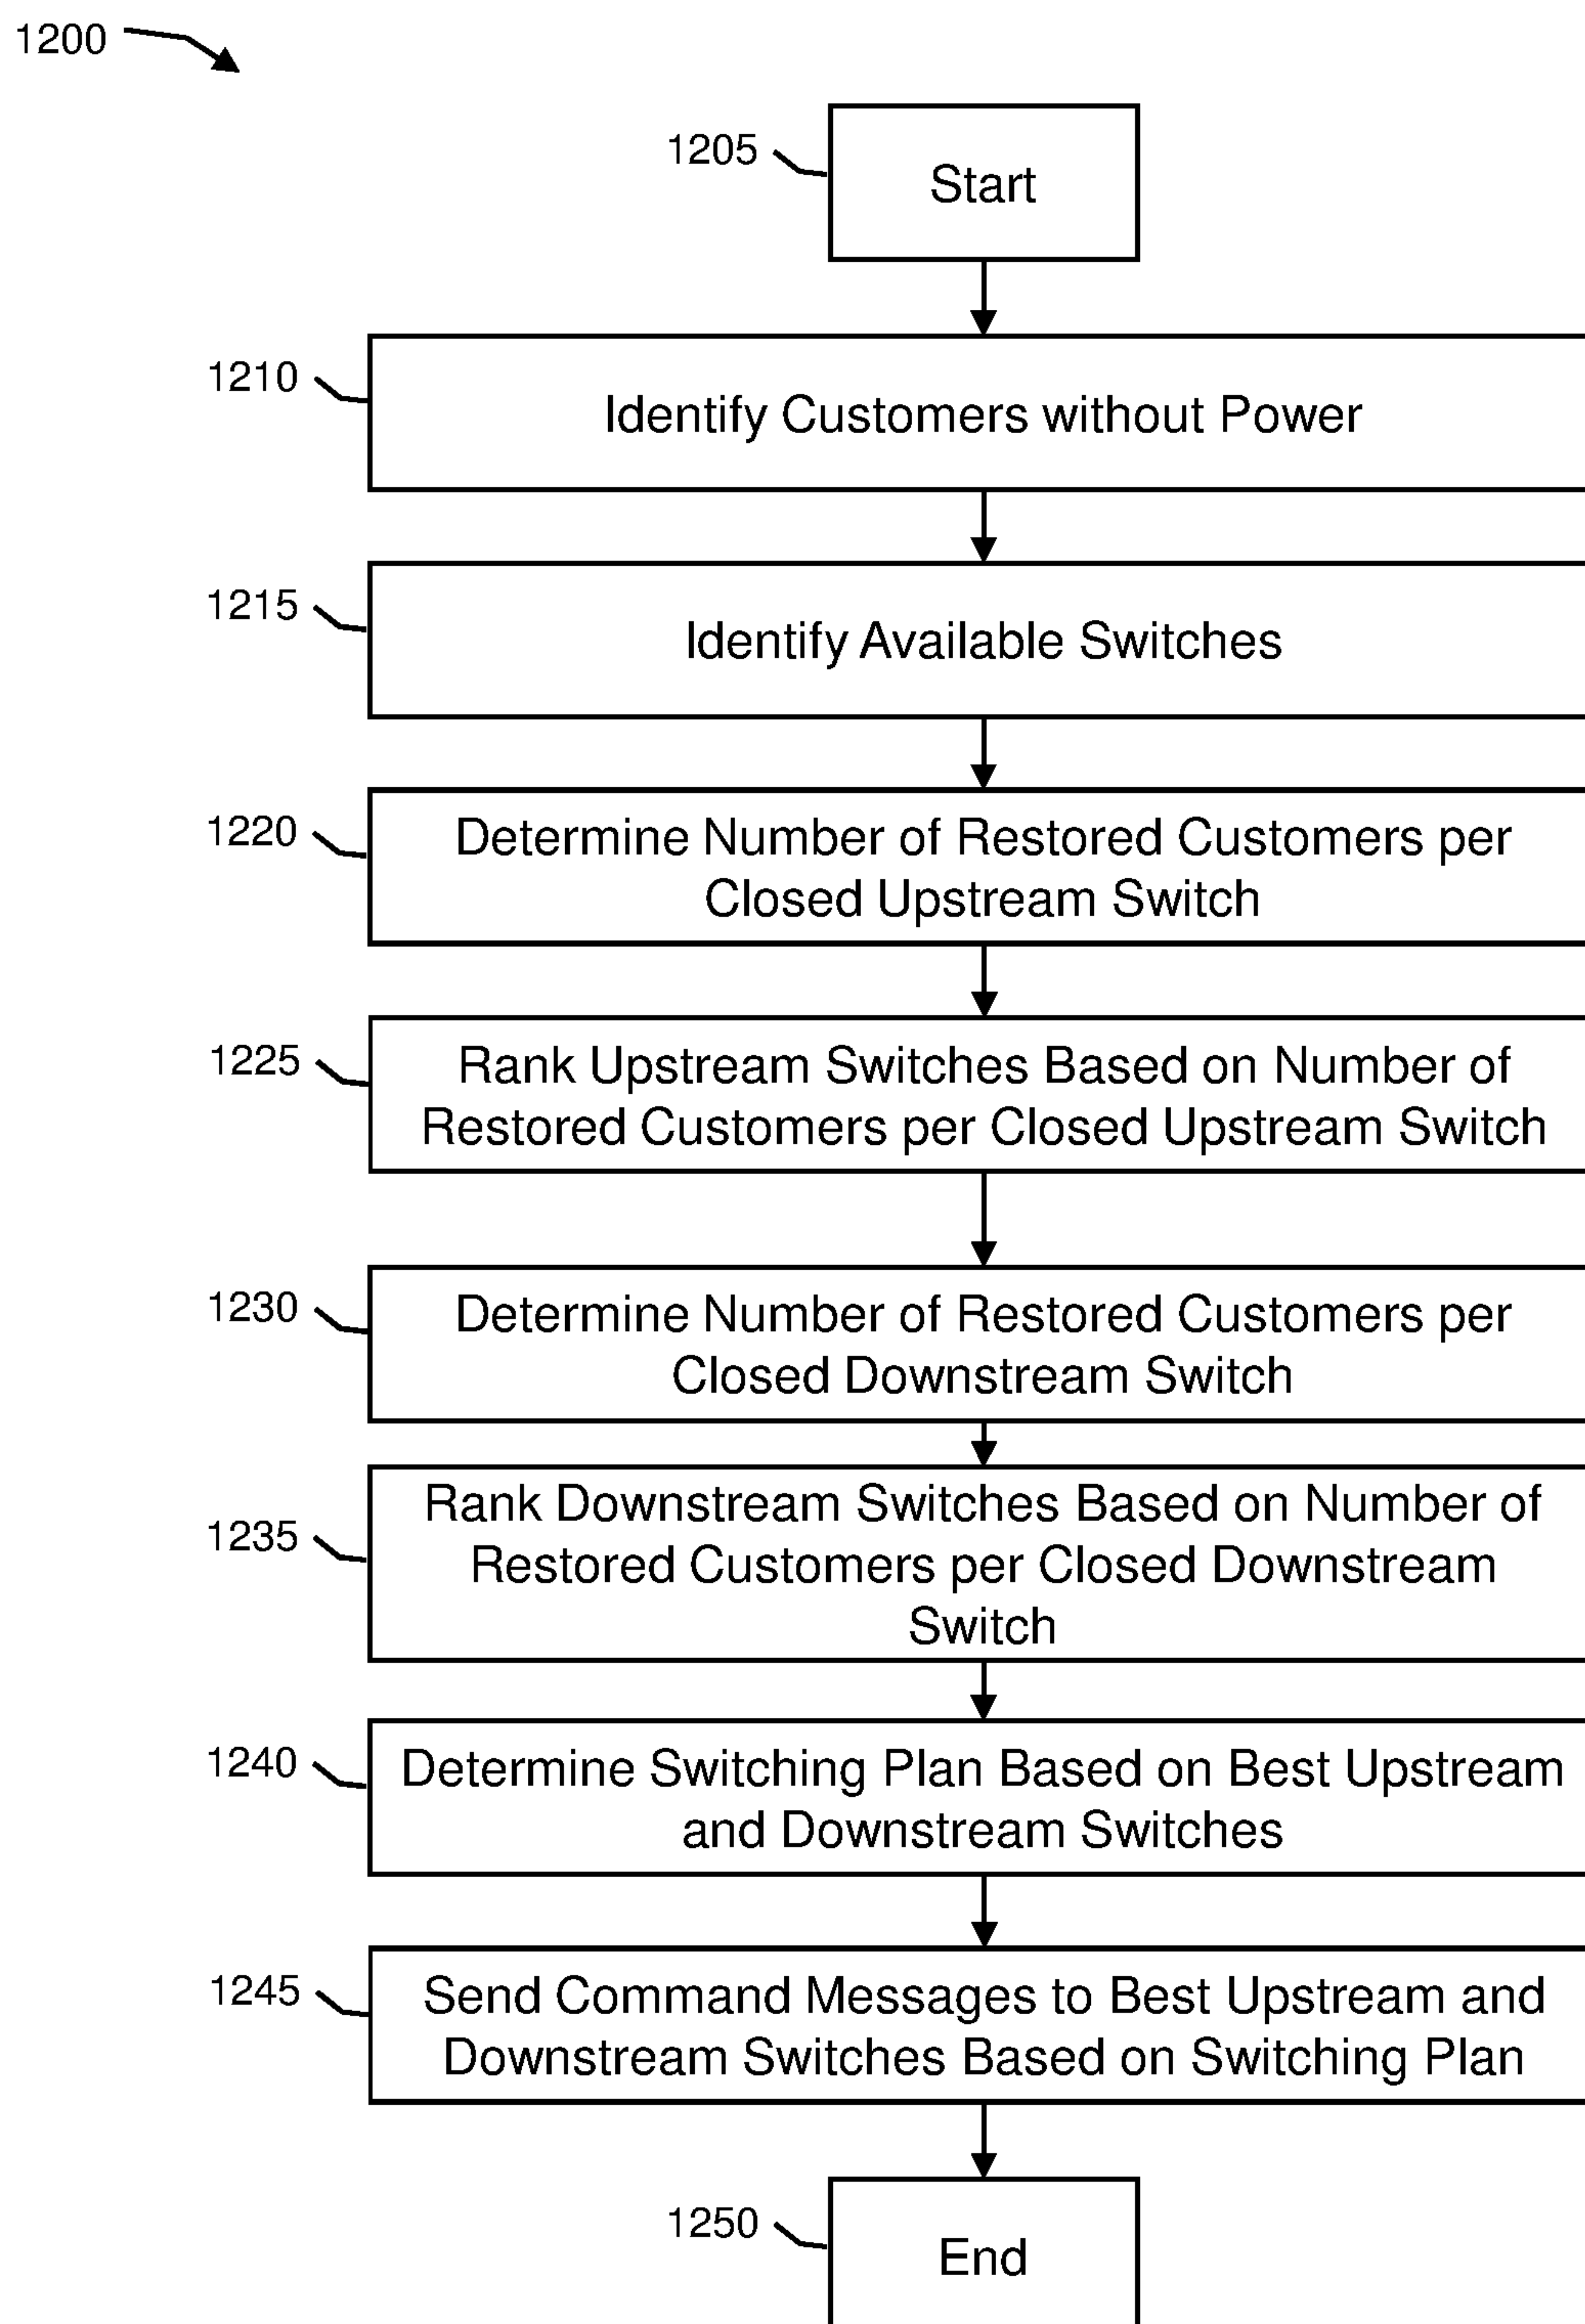 1200
1205
Start
1210
Identify Customers without Power
1215
Identify Available Switches
1220
Determine Number of Restored Customers per
Closed Upstream Switch
1225
Rank Upstream Switches Based on Number of
Restored Customers per Closed Upstream Switch
1230
Determine Number of Restored Customers per
Closed Downstream Switch
1235
Rank Downstream Switches Based on Number of
Restored Customers per Closed Downstream
Switch
1240
Determine Switching Plan Based on Best Upstream
and Downstream Switches
1245
Send Command Messages to Best Upstream and
Downstream Switches Based on Switching Plan
1250
End